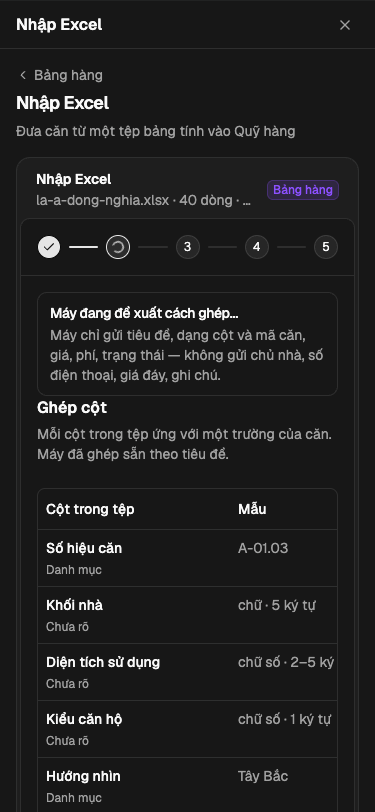 Nhập Excel
Bảng hàng
Nhập Excel
Đưa căn từ một tệp bảng tính vào Quỹ hàng
Nhập Excel
la-a-dong-nghia.xlsx · 40 dòng · ...
Bảng hàng
3
4
5
Máy đang đề xuất cách ghép...
Máy chỉ gửi tiêu đề, dạng cột và mã căn,
giá, phí, trạng thái — không gửi chủ nhà, số
điện thoại, giá đáy, ghi chú.
Ghép cột
Mỗi cột trong tệp ứng với một trường của căn.
Máy đã ghép sẵn theo tiêu đề.
Cột trong tệp Mẫu
Số hiệu căn A-01.03
Danh mục
Khối nhà chữ · 5 ký tự
Chưa rõ
Diện tích sử dụng chữ số · 2–5 ký
Chưa rõ
Kiểu căn hộ chữ số · 1 ký tự
Chưa rõ
Hướng nhìn Tây Bắc
Danh mục